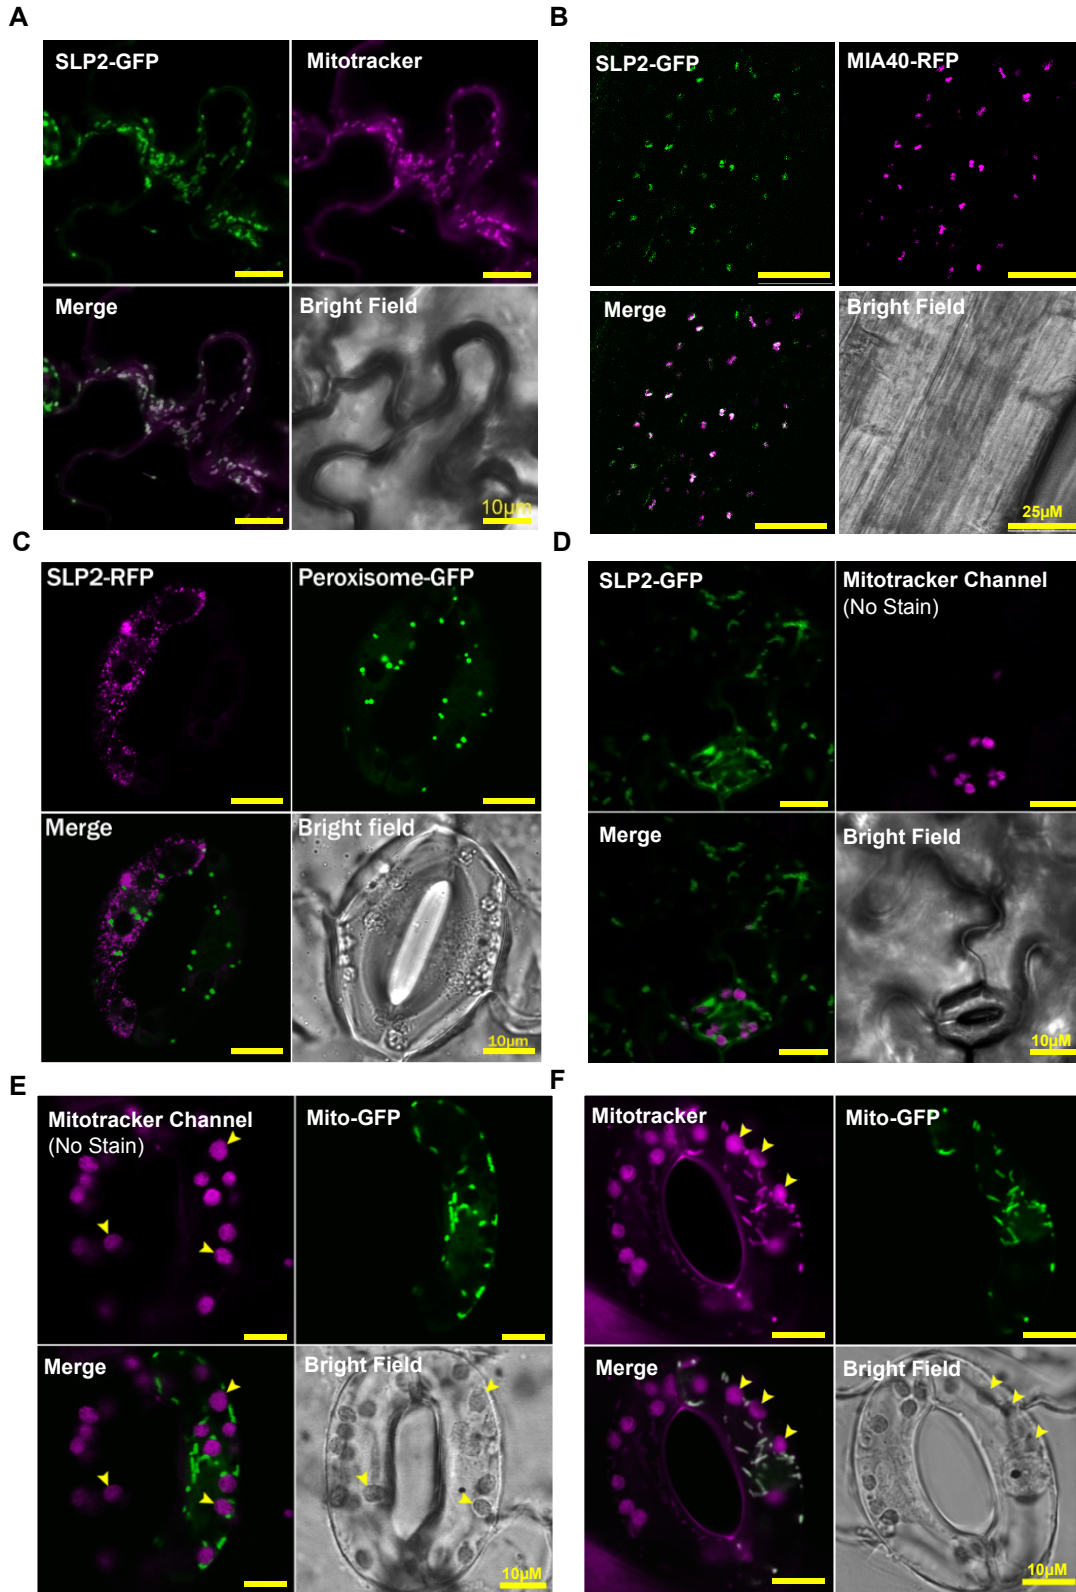 A
SLP2-GFP
Mitotracker
Merge
Bright Field
10µm
B
SLP2-GFP
MIA40-RFP
Merge
Bright Field
25µM
C
SLP2-RFP
Peroxisome-GFP
Merge
Bright field
10µm
D
SLP2-GFP
Mitotracker Channel
(No Stain)
Merge
Bright Field
10µM
E
Mitotracker Channel
(No Stain)
Mito-GFP
Merge
Bright Field
10µM
F
Mitotracker
Mito-GFP
Merge
Bright Field
10µM